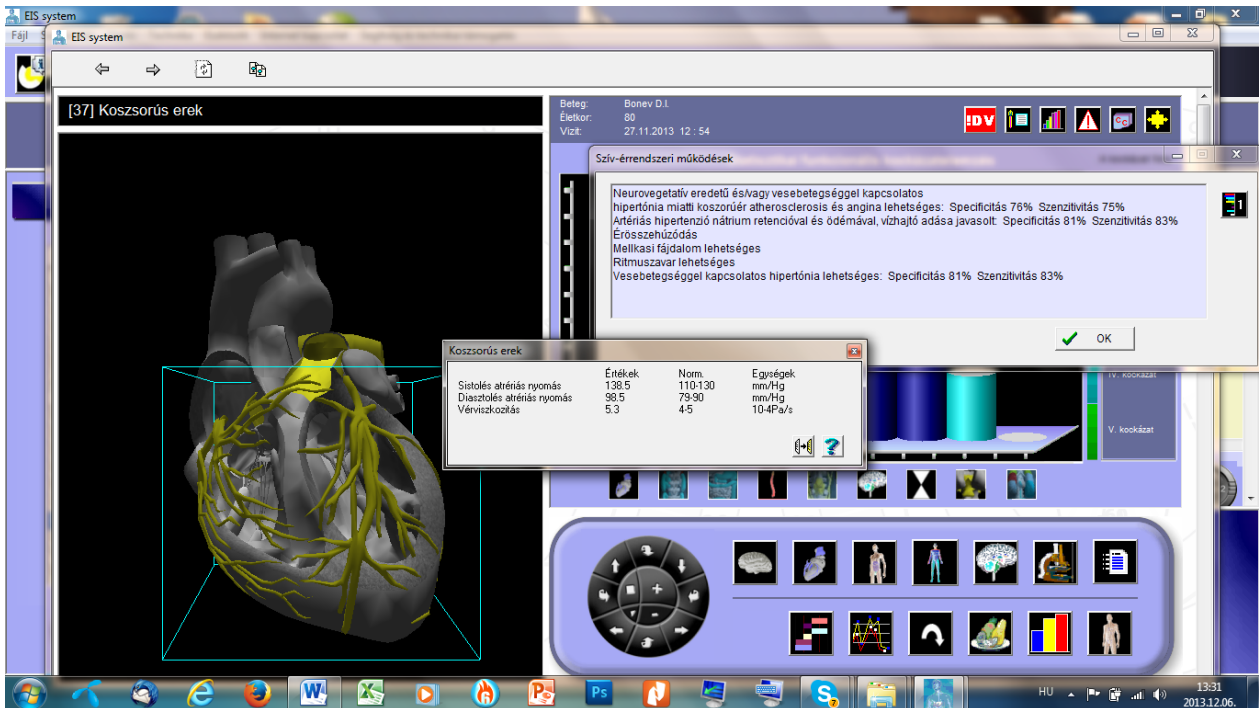 EIS system
Fájl
EIS system
[37] Koszsorús erek
Beteg: Bonev D.I.
Életkor: 80
Vizit: 27.11.2013 12 : 54
!DV
Szív-érrendszeri működések
Neurovegetatív eredetű és/vagy vesebetegséggel kapcsolatos
hipertónia miatti koszorúér atherosclerosis és angina lehetséges: Specificitás 76% Szenzitivitás 75%
Artériás hipertenzió nátrium retencióval és ödémával, vízhajtó adása javasolt: Specificitás 81% Szenzitivitás 83%
Érösszehúzódás
Mellkasi fájdalom lehetséges
Ritmuszavar lehetséges
Vesebetegséggel kapcsolatos hipertónia lehetséges: Specificitás 81% Szenzitivitás 83%
1
OK
Koszsorús erek
Értékek Norm. Egységek
Sistolés atrériás nyomás 138.5 110-130 mm/Hg
Diasztolés atrériás nyomás 98.5 79-90 mm/Hg
Vérviszkozitás 5.3 4-5 10-4Pa/s
IV. kockázat
V. kockázat
2
HU
13:31
2013.12.06.